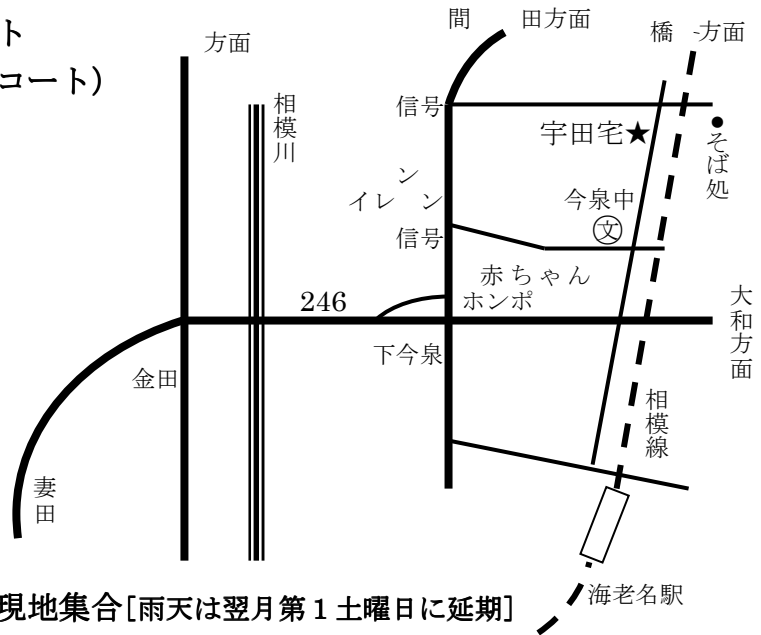 ト
コート)
方面
間 田方面
橋 方面
相模川
信号
宇田宅★
そば処
ン
イレ ン
今泉中
文
信号
赤ちゃん
ホンポ
246
大和方面
下今泉
金田
相模線
妻田
海老名駅
現地集合[雨天は翌月第1土曜日に延期]